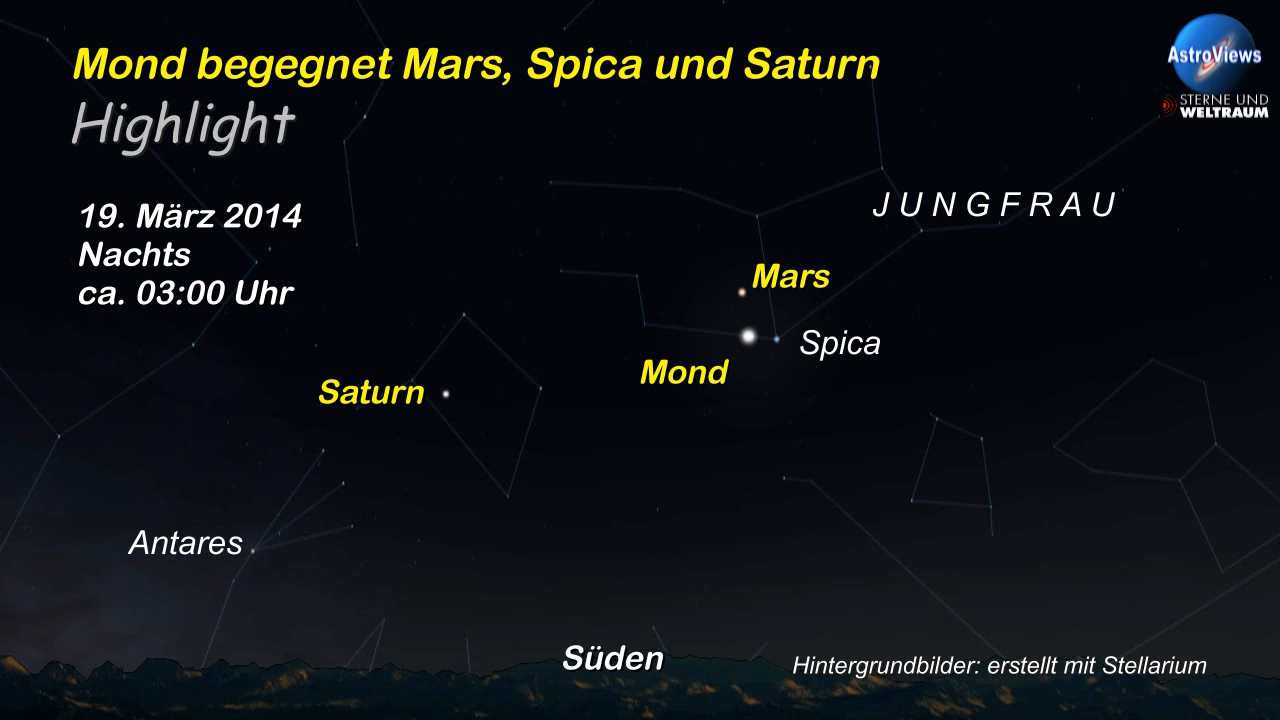 Mond begegnet Mars, Spica und Saturn
Highlight
AstroViews
STERNE UND
WELTRAUM
19. März 2014
Nachts
ca. 03:00 Uhr
J U N G F R A U
Mars
Spica
Mond
Saturn
Antares
Süden
Hintergrundbilder: erstellt mit Stellarium